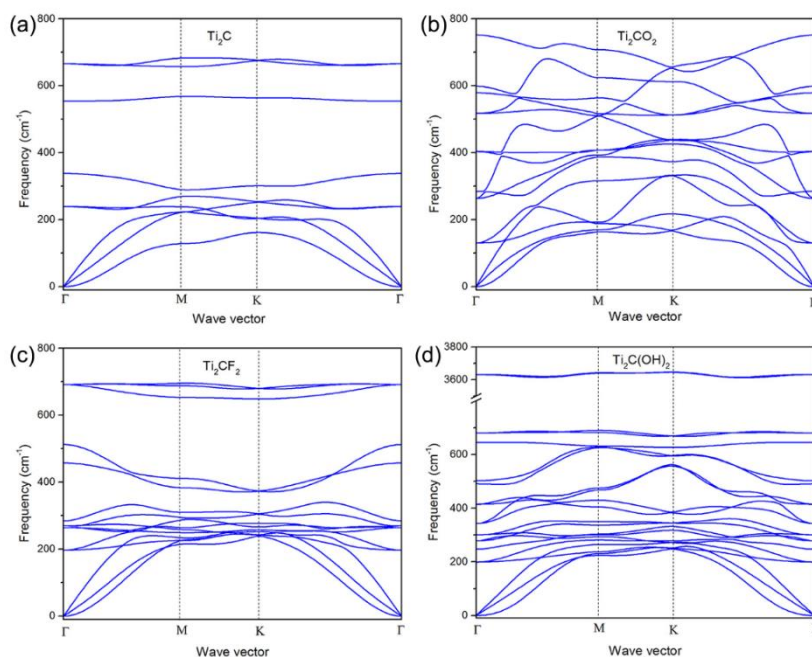 (a)
Ti₂C
800
600
400
200
0
Frequency (cm⁻¹)
Γ M K Γ
Wave vector
(b)
Ti₂CO₂
800
600
400
200
0
Frequency (cm⁻¹)
Γ M K
Wave vector
(c)
Ti₂CF₂
800
600
400
200
0
Frequency (cm⁻¹)
Γ M K Γ
Wave vector
(d)
Ti₂C(OH)₂
3800
3600
600
400
200
0
Frequency (cm⁻¹)
Γ M K
Wave vector